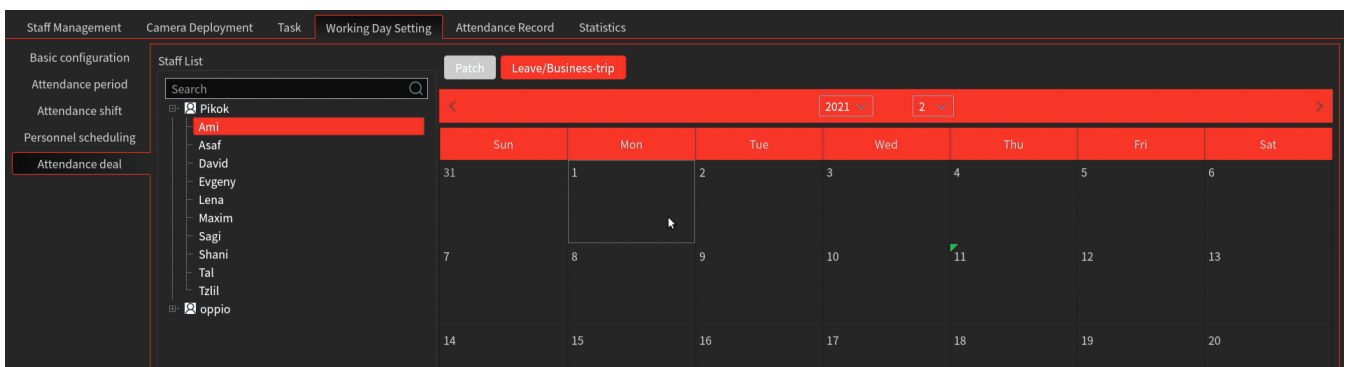 Staff Management Camera Deployment Task Working Day Setting Attendance Record Statistics
Basic configuration
Attendance period
Attendance shift
Personnel scheduling
Attendance deal
Staff List
Search
Pikok
Ami
Asaf
David
Evgeny
Lena
Maxim
Sagi
Shani
Tal
Tzlil
oppio
Patch Leave/Business-trip
2021 2
Sun Mon Tue Wed Thu Fri Sat
31 1 2 3 4 5 6
7 8 9 10 11 12 13
14 15 16 17 18 19 20